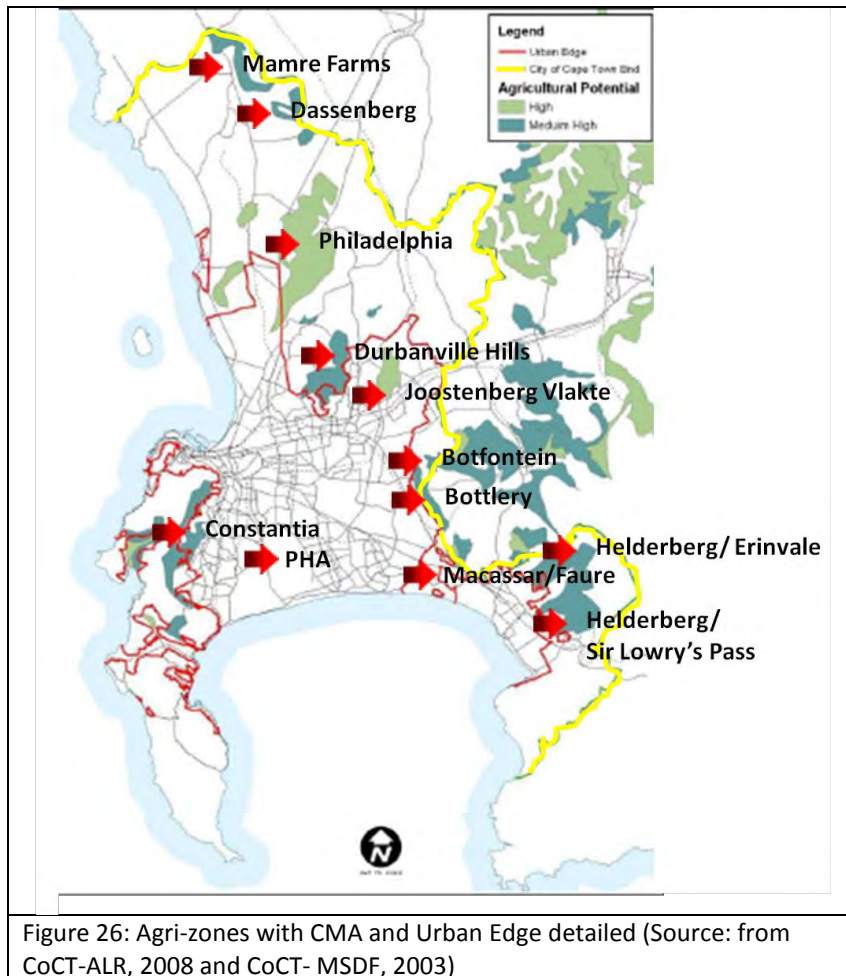 Legend
Urban Edge
City of Cape Town Bnd
Agricultural Potential
High
Meduim High
Mamre Farms
Dassenberg
Philadelphia
Durbanville Hills
Joostenberg Vlakte
Botfontein
Bottlery
Constantia
PHA
Helderberg/ Erinvale
Macassar/Faure
Helderberg/
Sir Lowry's Pass
N
Figure 26: Agri-zones with CMA and Urban Edge detailed (Source: from
CoCT-ALR, 2008 and CoCT- MSDF, 2003)